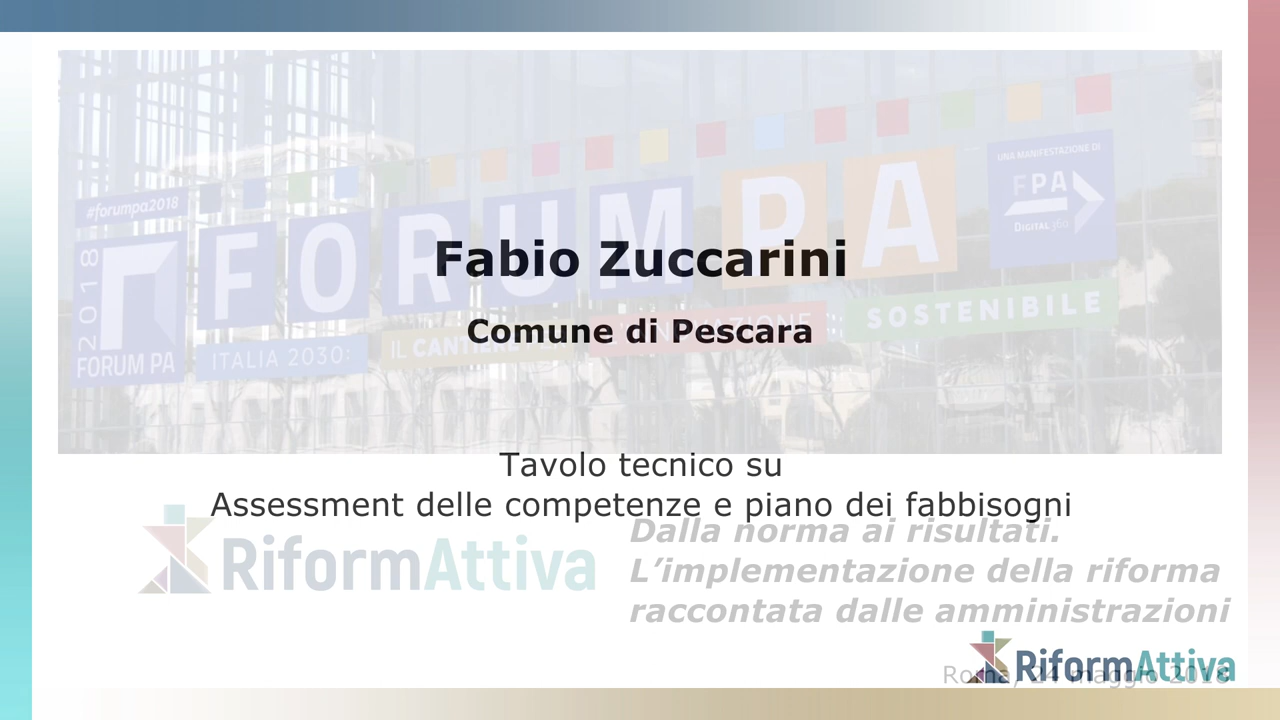 #forumpa2018
2018
FORUM PA
FORUMPA
UNA MANIFESTAZIONE DI
FPA
DIGITAL 360
ITALIA 2030:
IL CANTIERE
SOSTENIBILE
Fabio Zuccarini
Comune di Pescara
Tavolo tecnico su
Assessment delle competenze e piano dei fabbisogni
RiformAttiva
Dalla norma ai risultati.
L’implementazione della riforma
raccontata dalle amministrazioni
RiformAttiva
Roma, 24 maggio 2018